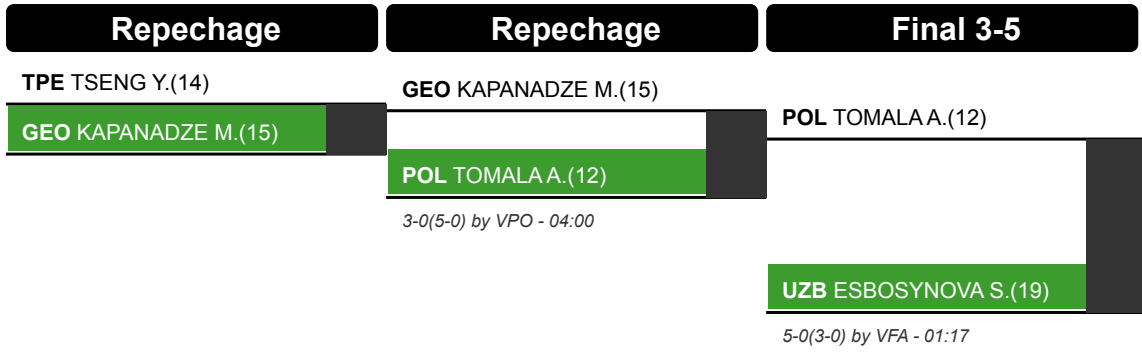 Repechage
TPE TSENG Y.(14)
GEO KAPANADZE M.(15)
Repechage
GEO KAPANADZE M.(15)
POL TOMALA A.(12)
3-0(5-0) by VPO - 04:00
Final 3-5
POL TOMALA A.(12)
UZB ESBOSYNOVA S.(19)
5-0(3-0) by VFA - 01:17